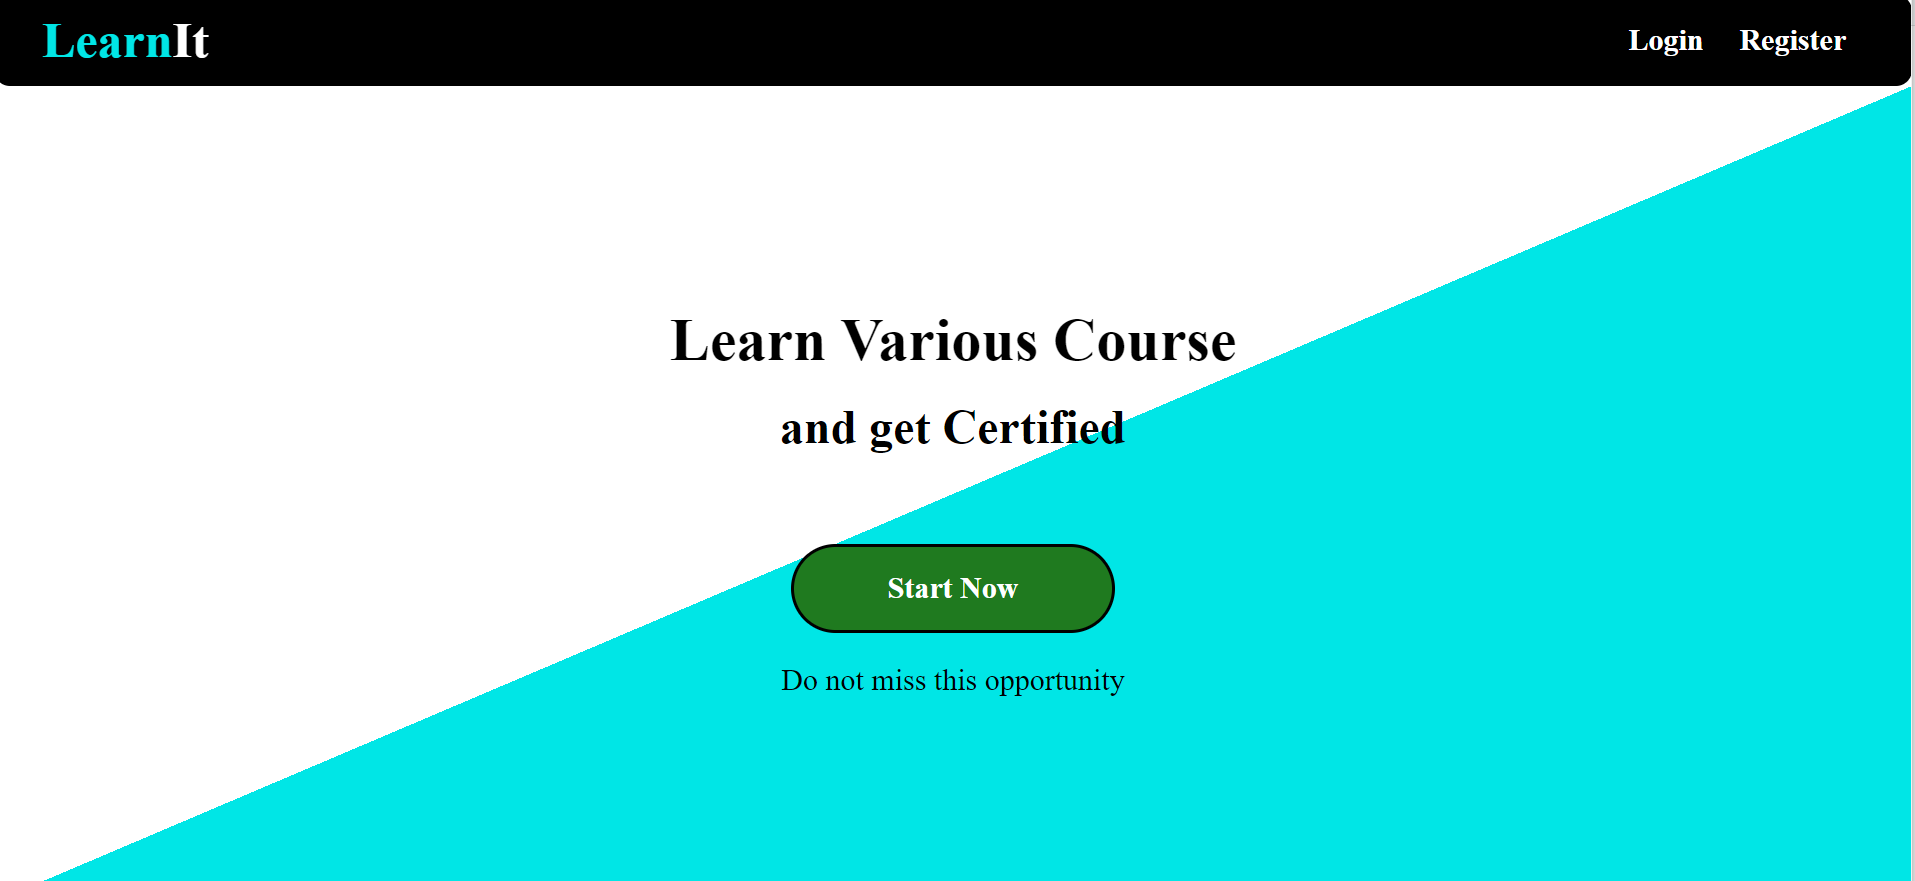 LearnIt Login Register
Learn Various Course
and get Certified
Start Now
Do not miss this opportunity